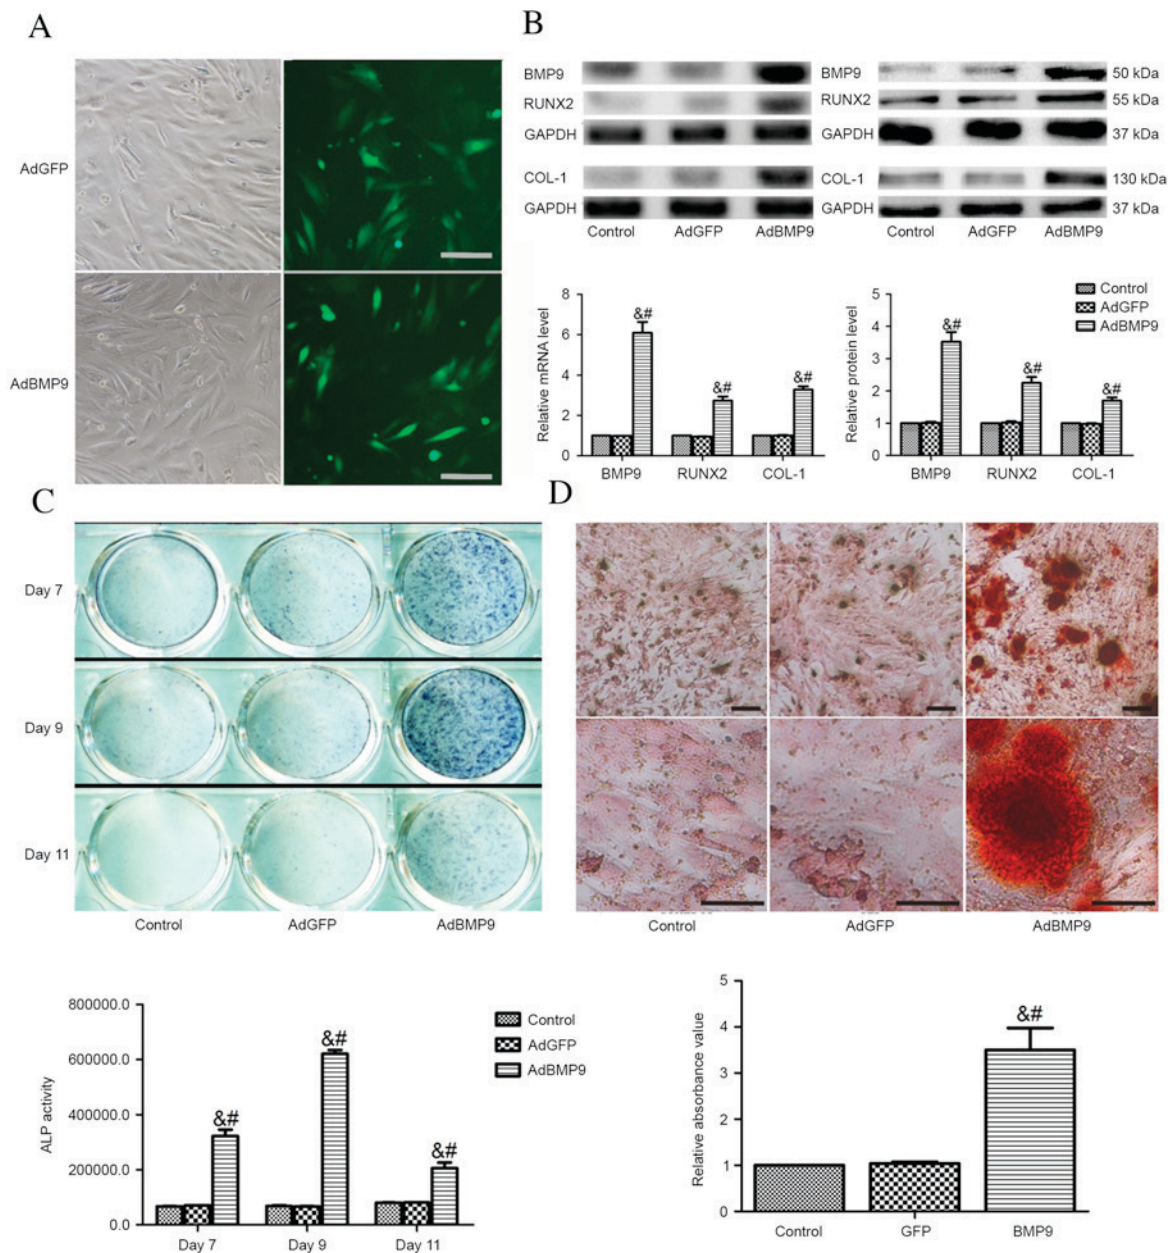 A
AdGFP
AdBMP9
B
BMP9
RUNX2
GAPDH
COL-1
GAPDH
Control AdGFP AdBMP9
BMP9 50 kDa
RUNX2 55 kDa
GAPDH 37 kDa
COL-1 130 kDa
GAPDH 37 kDa
Control AdGFP AdBMP9
Relative mRNA level
8
6
4
2
0
&#
&#
&#
BMP9 RUNX2 COL-1
Relative protein level
5
4
3
2
1
0
&#
&#
&#
BMP9 RUNX2 COL-1
Control
AdGFP
AdBMP9
C
Day 7
Day 9
Day 11
Control AdGFP AdBMP9
ALP activity
800000.0
600000.0
400000.0
200000.0
0.0
&#
&#
&#
Day 7 Day 9 Day 11
Control
AdGFP
AdBMP9
D
Control AdGFP AdBMP9
Relative absorbance value
5
4
3
2
1
0
&#
Control GFP BMP9